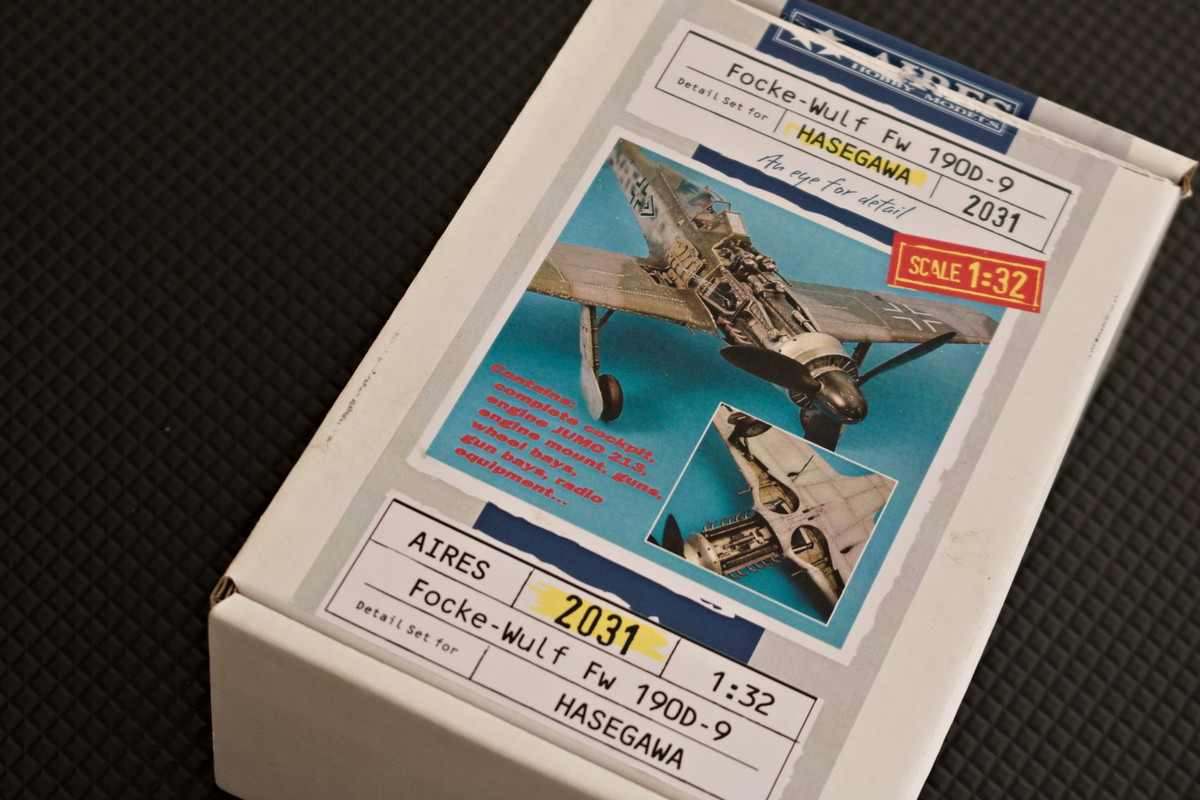 AIRES
HOBBY MODELS
Focke-Wulf Fw 190D-9
Detail Set for
HASEGAWA
2031
An eye for detail
SCALE 1:32
Contains:
complete cockpit,
engine JUMO 213,
engine mount, guns,
wheel bays,
gun bays, radio
equipment...
AIRES
2031
1:32
Focke-Wulf Fw 190D-9
Detail Set for
HASEGAWA